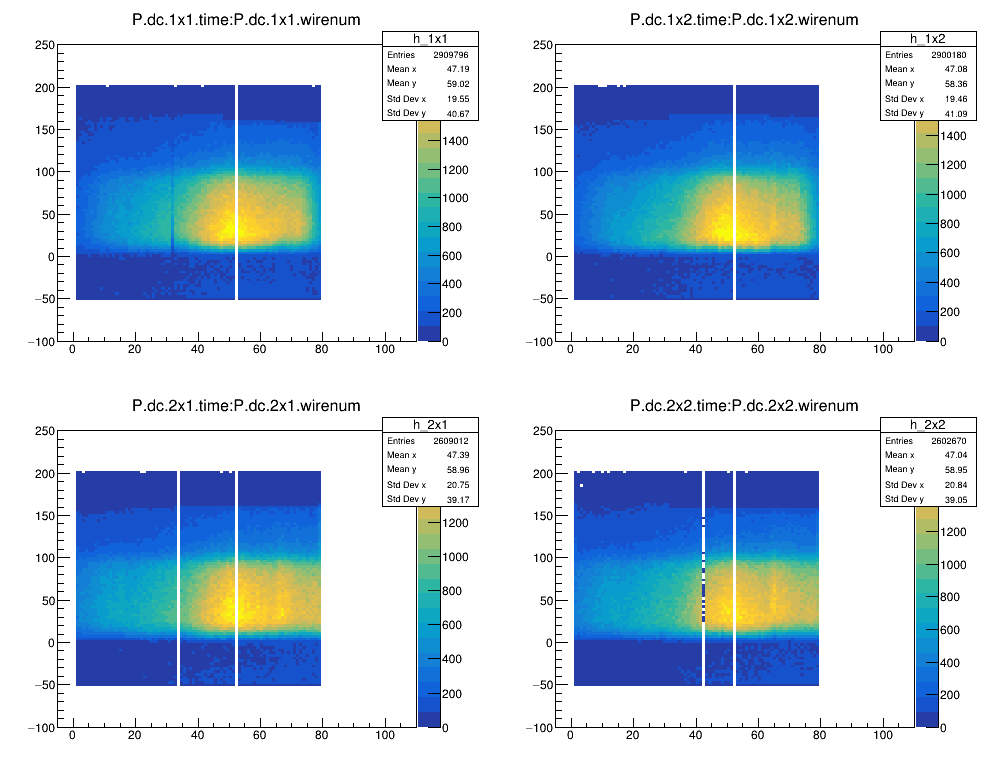 P.dc.1x1.time:P.dc.1x1.wirenum
h_1x1
Entries 2909796
Mean x 47.19
Mean y 59.02
Std Dev x 19.55
Std Dev y 40.67
250
200
150
100
50
0
−50
−100
0 20 40 60 80 100
1400
1200
1000
800
600
400
200
0
P.dc.1x2.time:P.dc.1x2.wirenum
h_1x2
Entries 2900180
Mean x 47.08
Mean y 58.36
Std Dev x 19.46
Std Dev y 41.09
250
200
150
100
50
0
−50
−100
0 20 40 60 80 100
1400
1200
1000
800
600
400
200
0
P.dc.2x1.time:P.dc.2x1.wirenum
h_2x1
Entries 2609012
Mean x 47.39
Mean y 58.96
Std Dev x 20.75
Std Dev y 39.17
250
200
150
100
50
0
−50
−100
0 20 40 60 80 100
1200
1000
800
600
400
200
0
P.dc.2x2.time:P.dc.2x2.wirenum
h_2x2
Entries 2602670
Mean x 47.04
Mean y 58.95
Std Dev x 20.84
Std Dev y 39.05
250
200
150
100
50
0
−50
−100
0 20 40 60 80 100
1200
1000
800
600
400
200
0